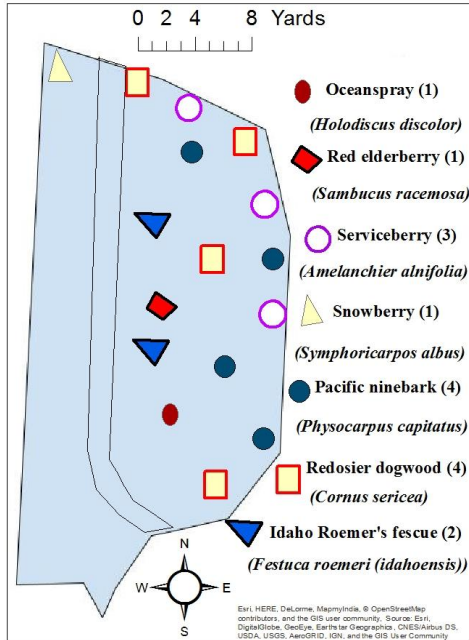 0 2 4 8 Yards
Oceanspray (1)
(Holodiscus discolor)
Red elderberry (1)
(Sambucus racemosa)
Serviceberry (3)
(Amelanchier alnifolia)
Snowberry (1)
(Symphoricarpos albus)
Pacific ninebark (4)
(Physocarpus capitatus)
Redosier dogwood (4)
(Cornus sericea)
Idaho Roemer's fescue (2)
(Festuca roemeri (idahoensis))
N
W E
S
Esri, HERE, DeLorme, MapmyIndia, © OpenStreetMap
contributors, and the GIS user community, Source: Esri,
DigitalGlobe, GeoEye, Earthstar Geographics, CNES/Airbus DS,
USDA, USGS, AeroGRID, IGN, and the GIS User Community